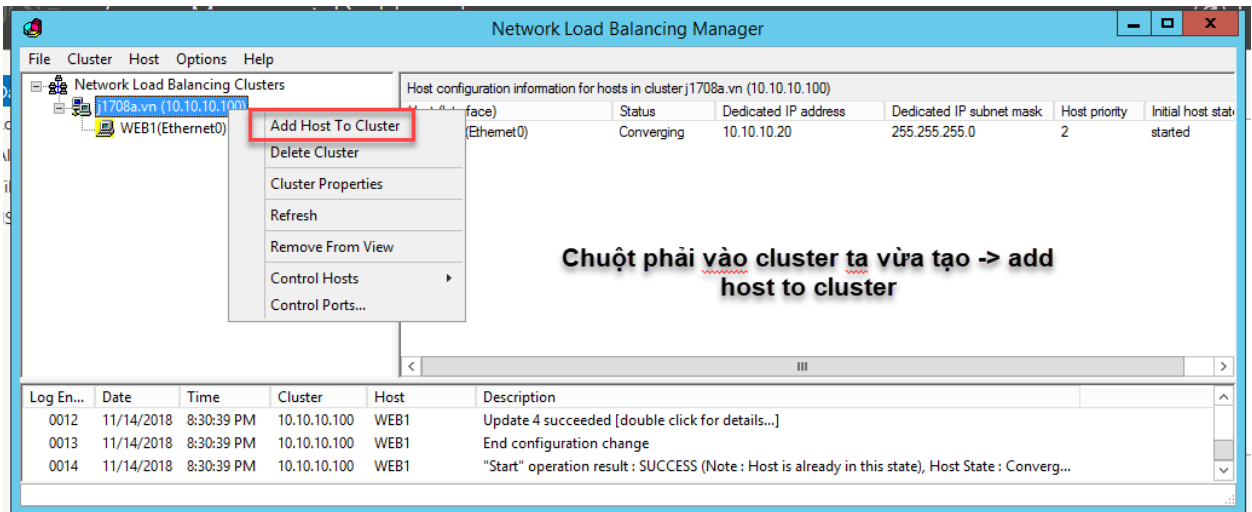 Network Load Balancing Manager
File Cluster Host Options Help
Network Load Balancing Clusters
j1708a.vn (10.10.10.100)
WEB1(Ethernet0)
Add Host To Cluster
Delete Cluster
Cluster Properties
Refresh
Remove From View
Control Hosts
Control Ports...
Host configuration information for hosts in cluster j1708a.vn (10.10.10.100)
Status Dedicated IP address Dedicated IP subnet mask Host priority Initial host
(Ethernet0) Converging 10.10.10.20 255.255.255.0 2 started
Chuột phải vào cluster ta vừa tạo -> add
host to cluster
Log En... Date Time Cluster Host Description
0012 11/14/2018 8:30:39 PM 10.10.10.100 WEB1 Update 4 succeeded [double click for details...]
0013 11/14/2018 8:30:39 PM 10.10.10.100 WEB1 End configuration change
0014 11/14/2018 8:30:39 PM 10.10.10.100 WEB1 "Start" operation result : SUCCESS (Note : Host is already in this state), Host State : Converg...